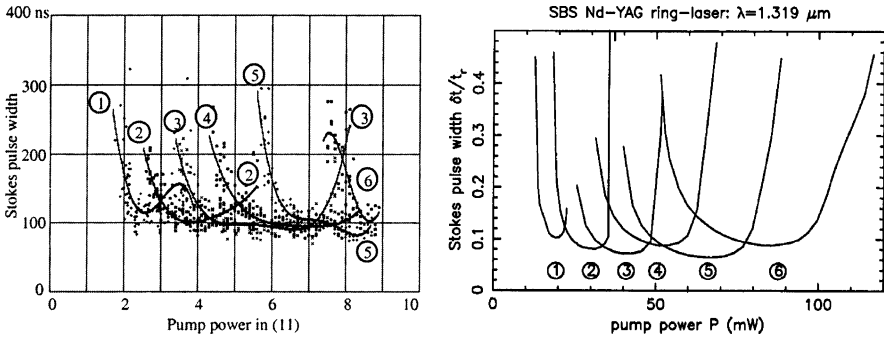 400 ns
300
200
100
0
Stokes pulse width
① ② ③ ④ ⑤ ② ③ ⑥ ⑤
0 2 4 6 8 10
Pump power in (11)
SBS Nd-YAG ring-laser: λ=1.319 μm
0.4
0.3
0.2
0.1
0
Stokes pulse width δt/tr
① ② ③ ④ ⑤ ⑥
0 50 100
pump power P (mW)